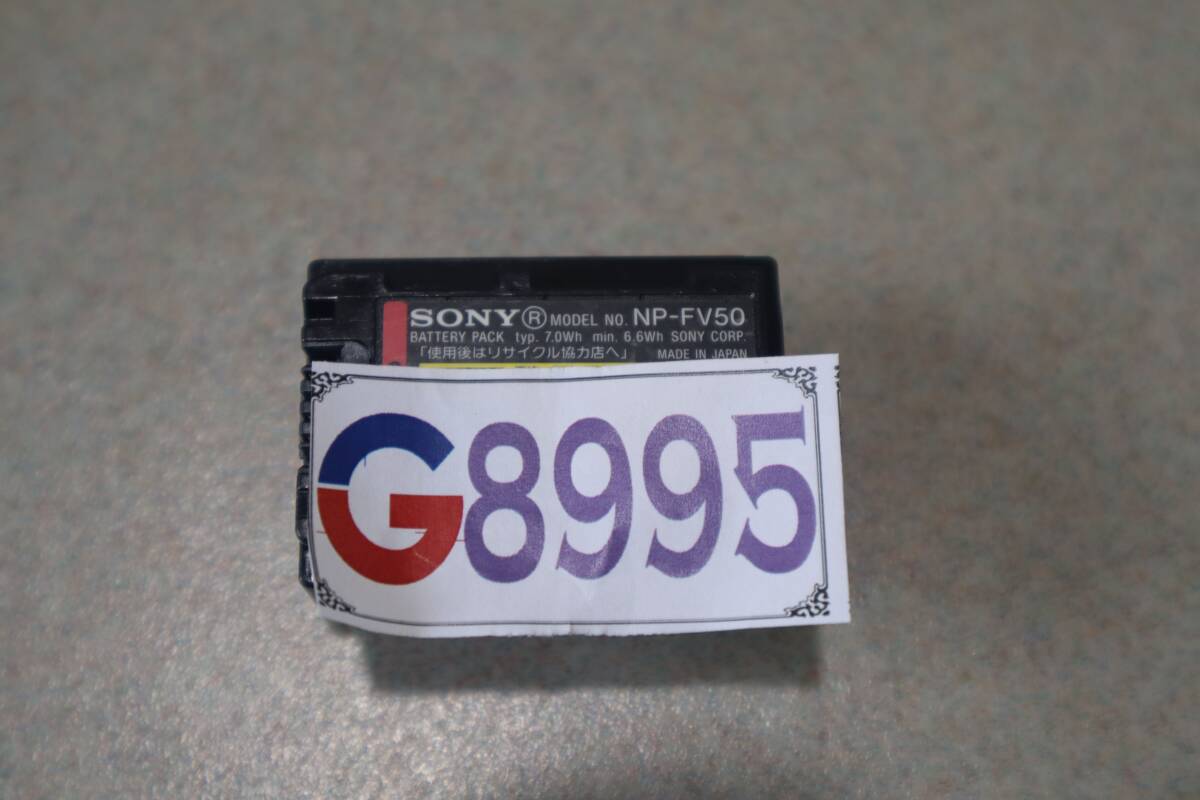 SONY® MODEL NO. NP-FV50
BATTERY PACK typ. 7.0Wh min. 6.6Wh SONY CORP.
「使用後はリサイクル協力店へ」 MADE IN JAPAN
G8995